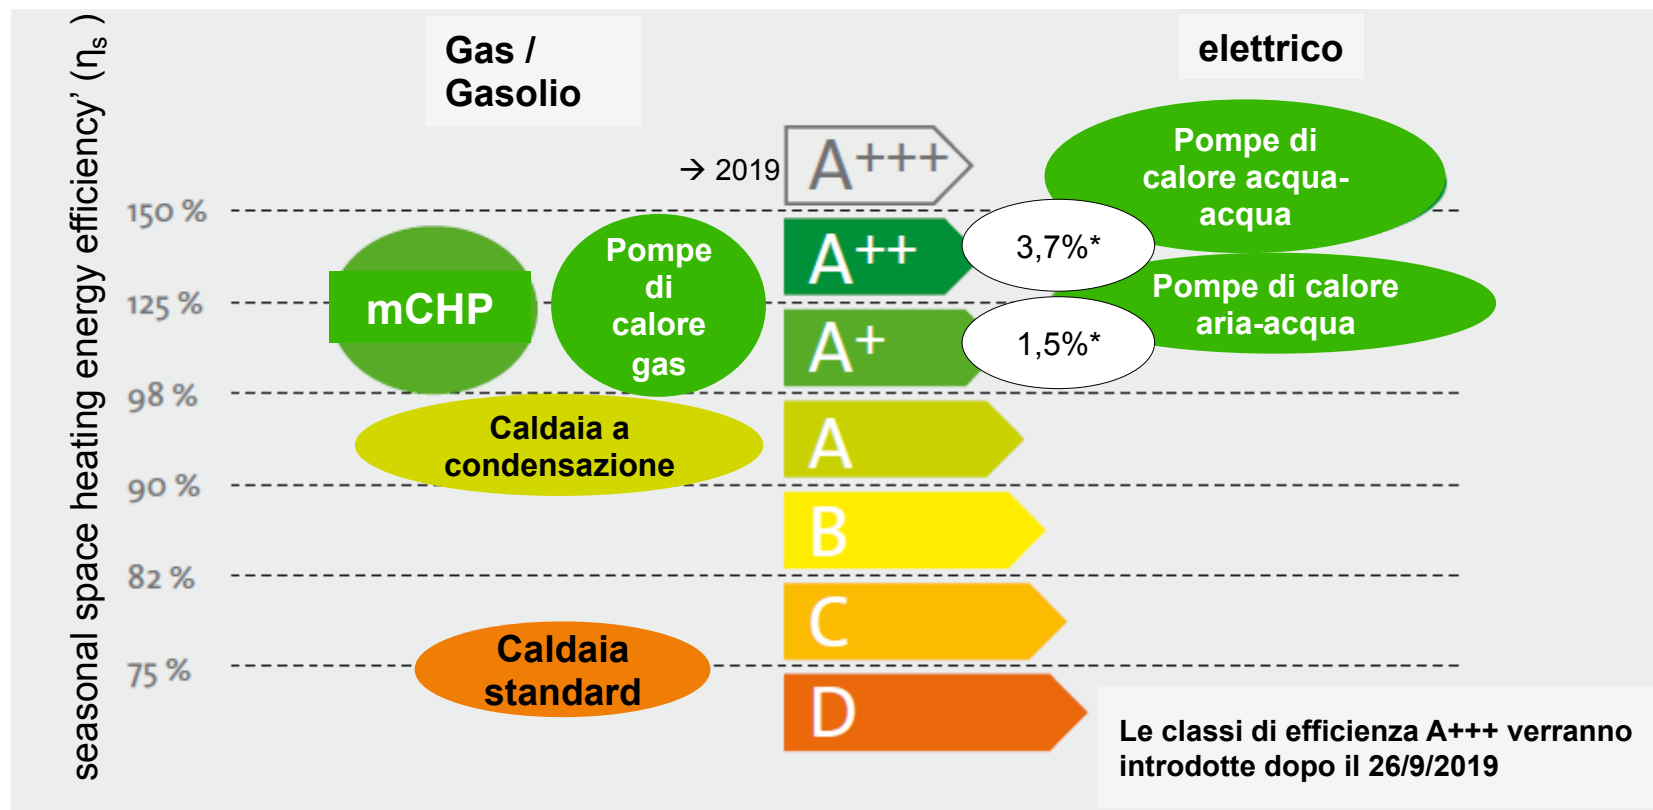 seasonal space heating energy efficiency’ (ηs )
Gas /
Gasolio
elettrico
→ 2019
A+++
Pompe di
calore acqua-
acqua
150 %
A++
3,7%*
Pompe
di
calore
gas
mCHP
125 %
Pompe di calore
aria-acqua
A+
1,5%*
98 %
Caldaia a
condensazione
A
90 %
B
82 %
C
Caldaia
standard
75 %
D
Le classi di efficienza A+++ verranno
introdotte dopo il 26/9/2019